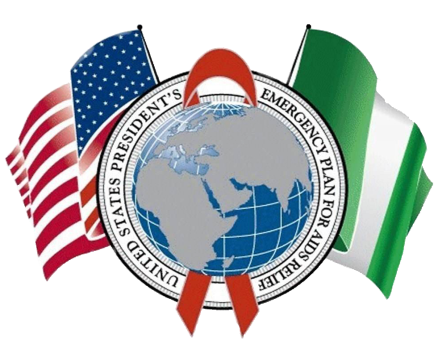 UNITED STATES PRESIDENT'S
EMERGENCY PLAN FOR AIDS RELIEF